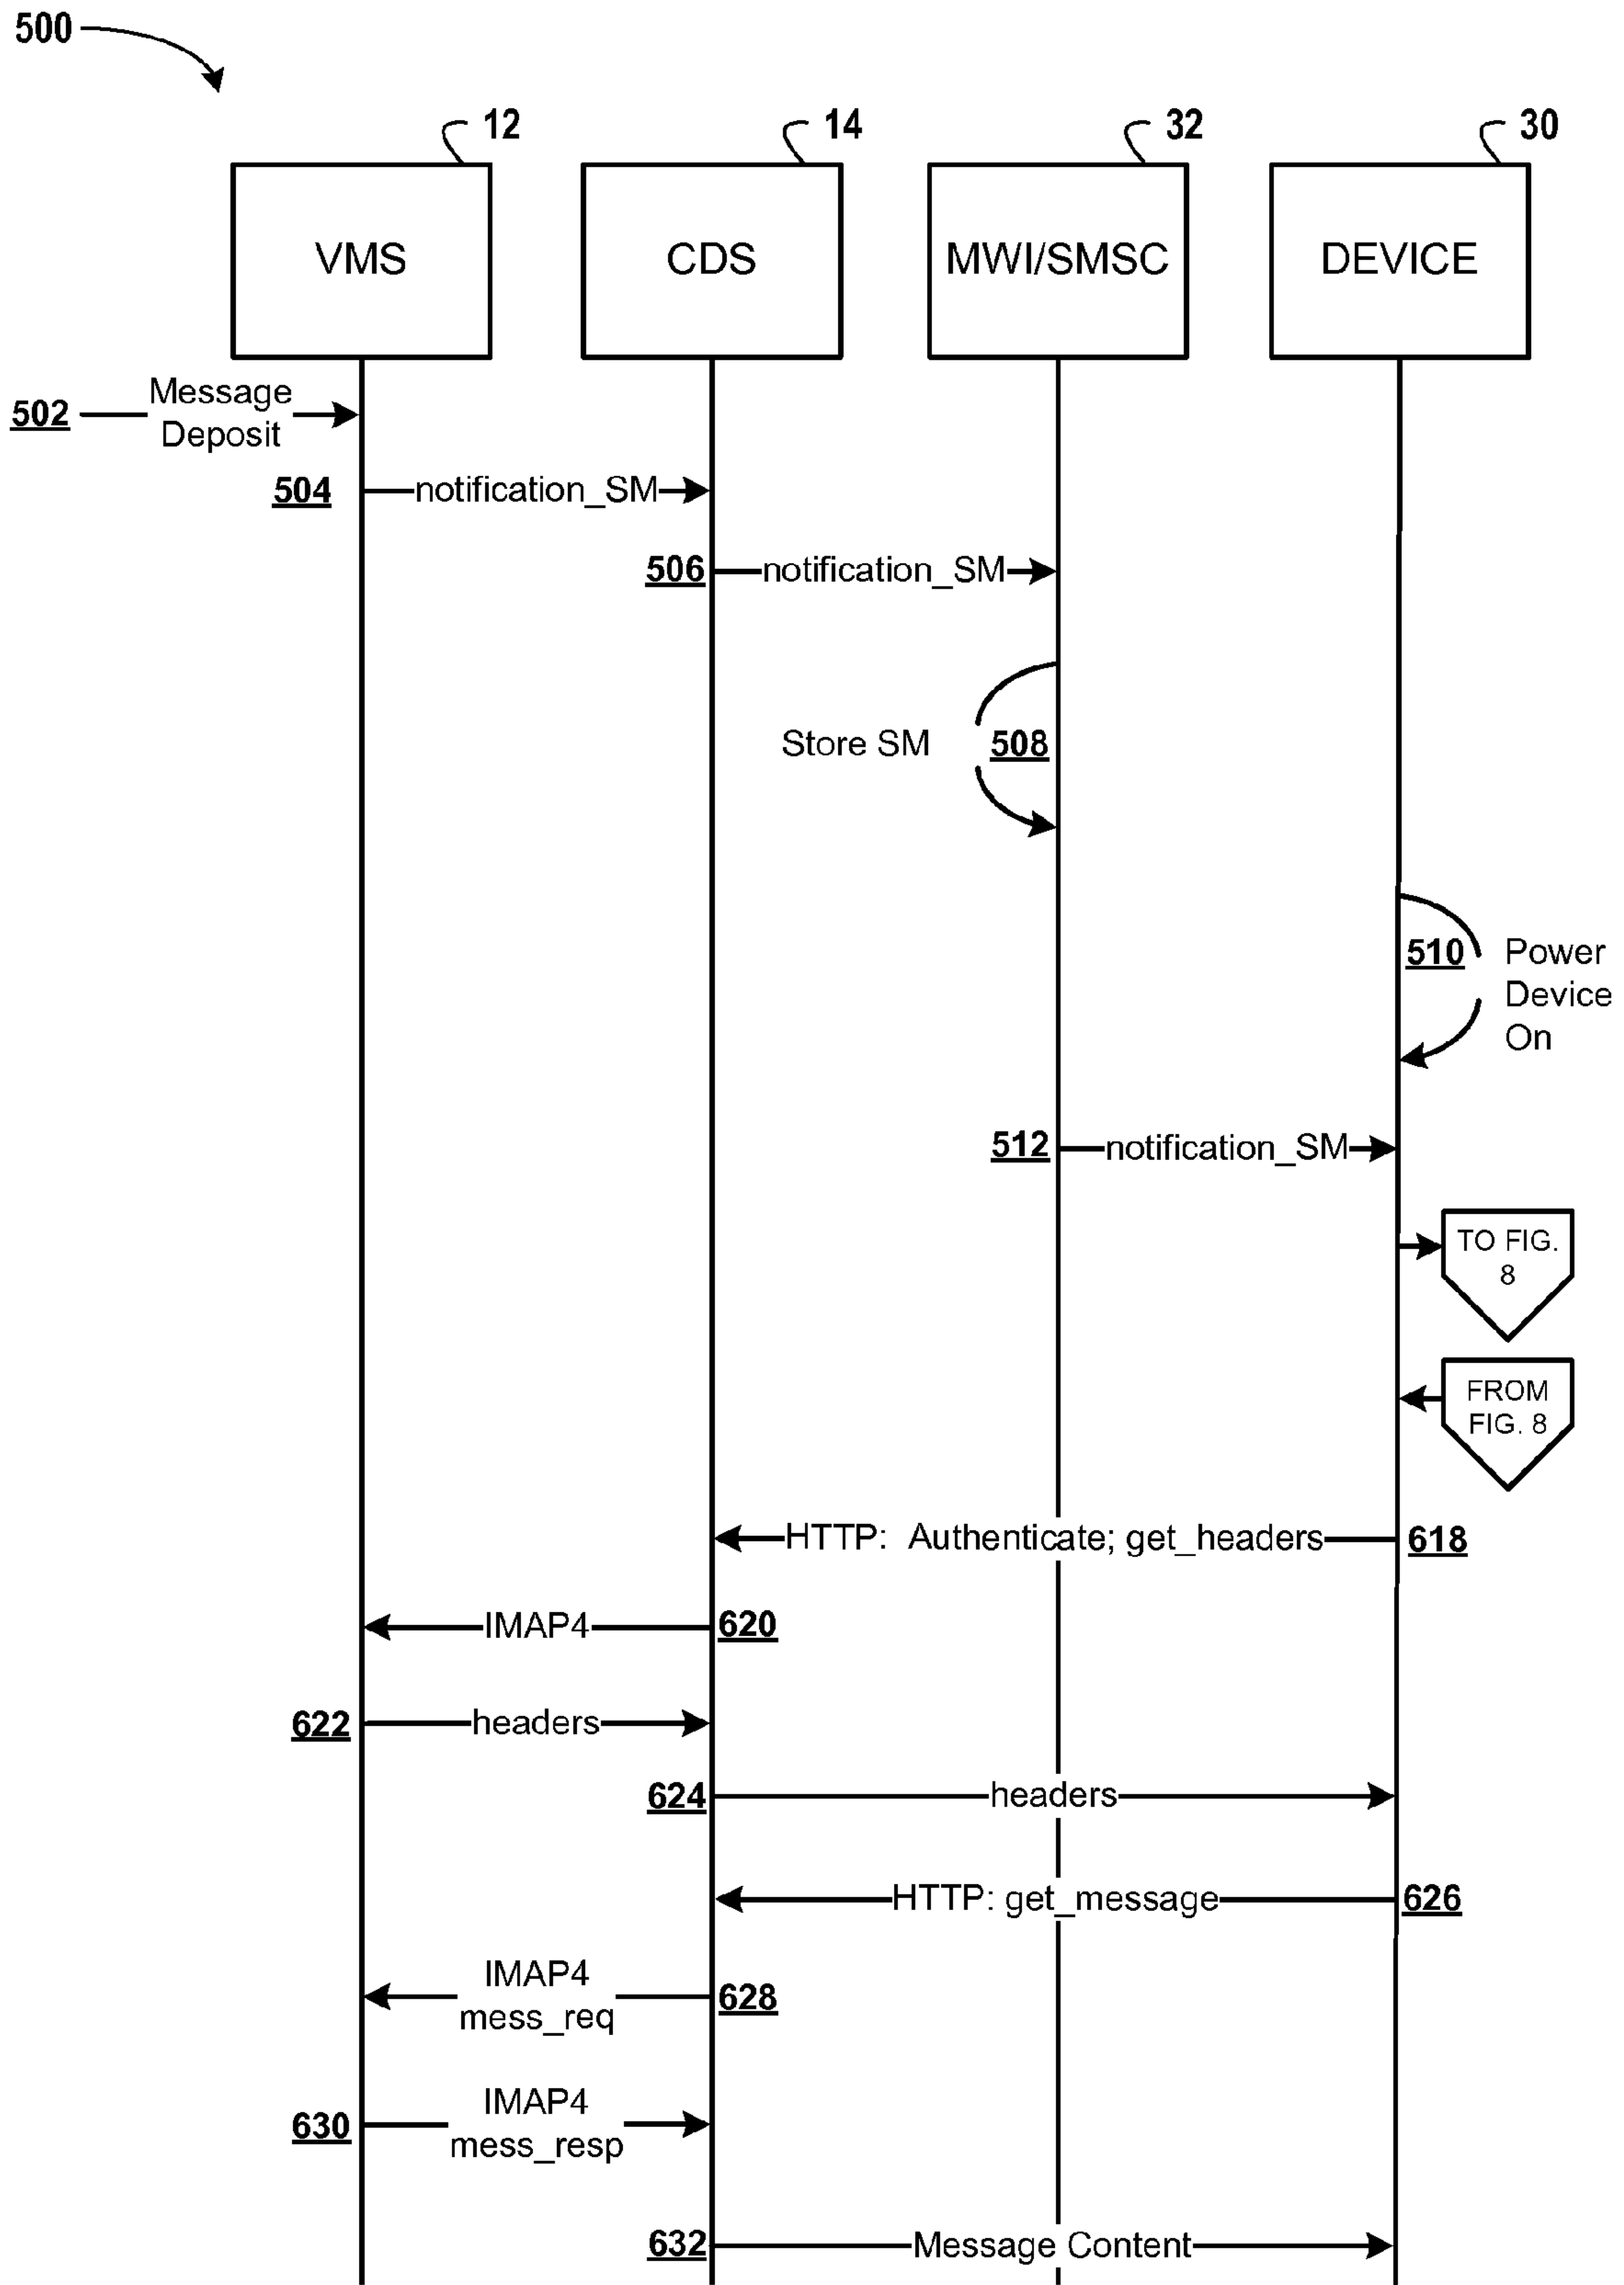 500
12
14
32
30
VMS
CDS
MWI/SMSC
DEVICE
502
Message
Deposit
504
notification_SM
506
notification_SM
Store SM
508
510
Power
Device
On
512
notification_SM
TO FIG.
8
FROM
FIG. 8
HTTP: Authenticate; get_headers
618
IMAP4
620
622
headers
624
headers
HTTP: get_message
626
IMAP4
mess_req
628
630
IMAP4
mess_resp
632
Message Content